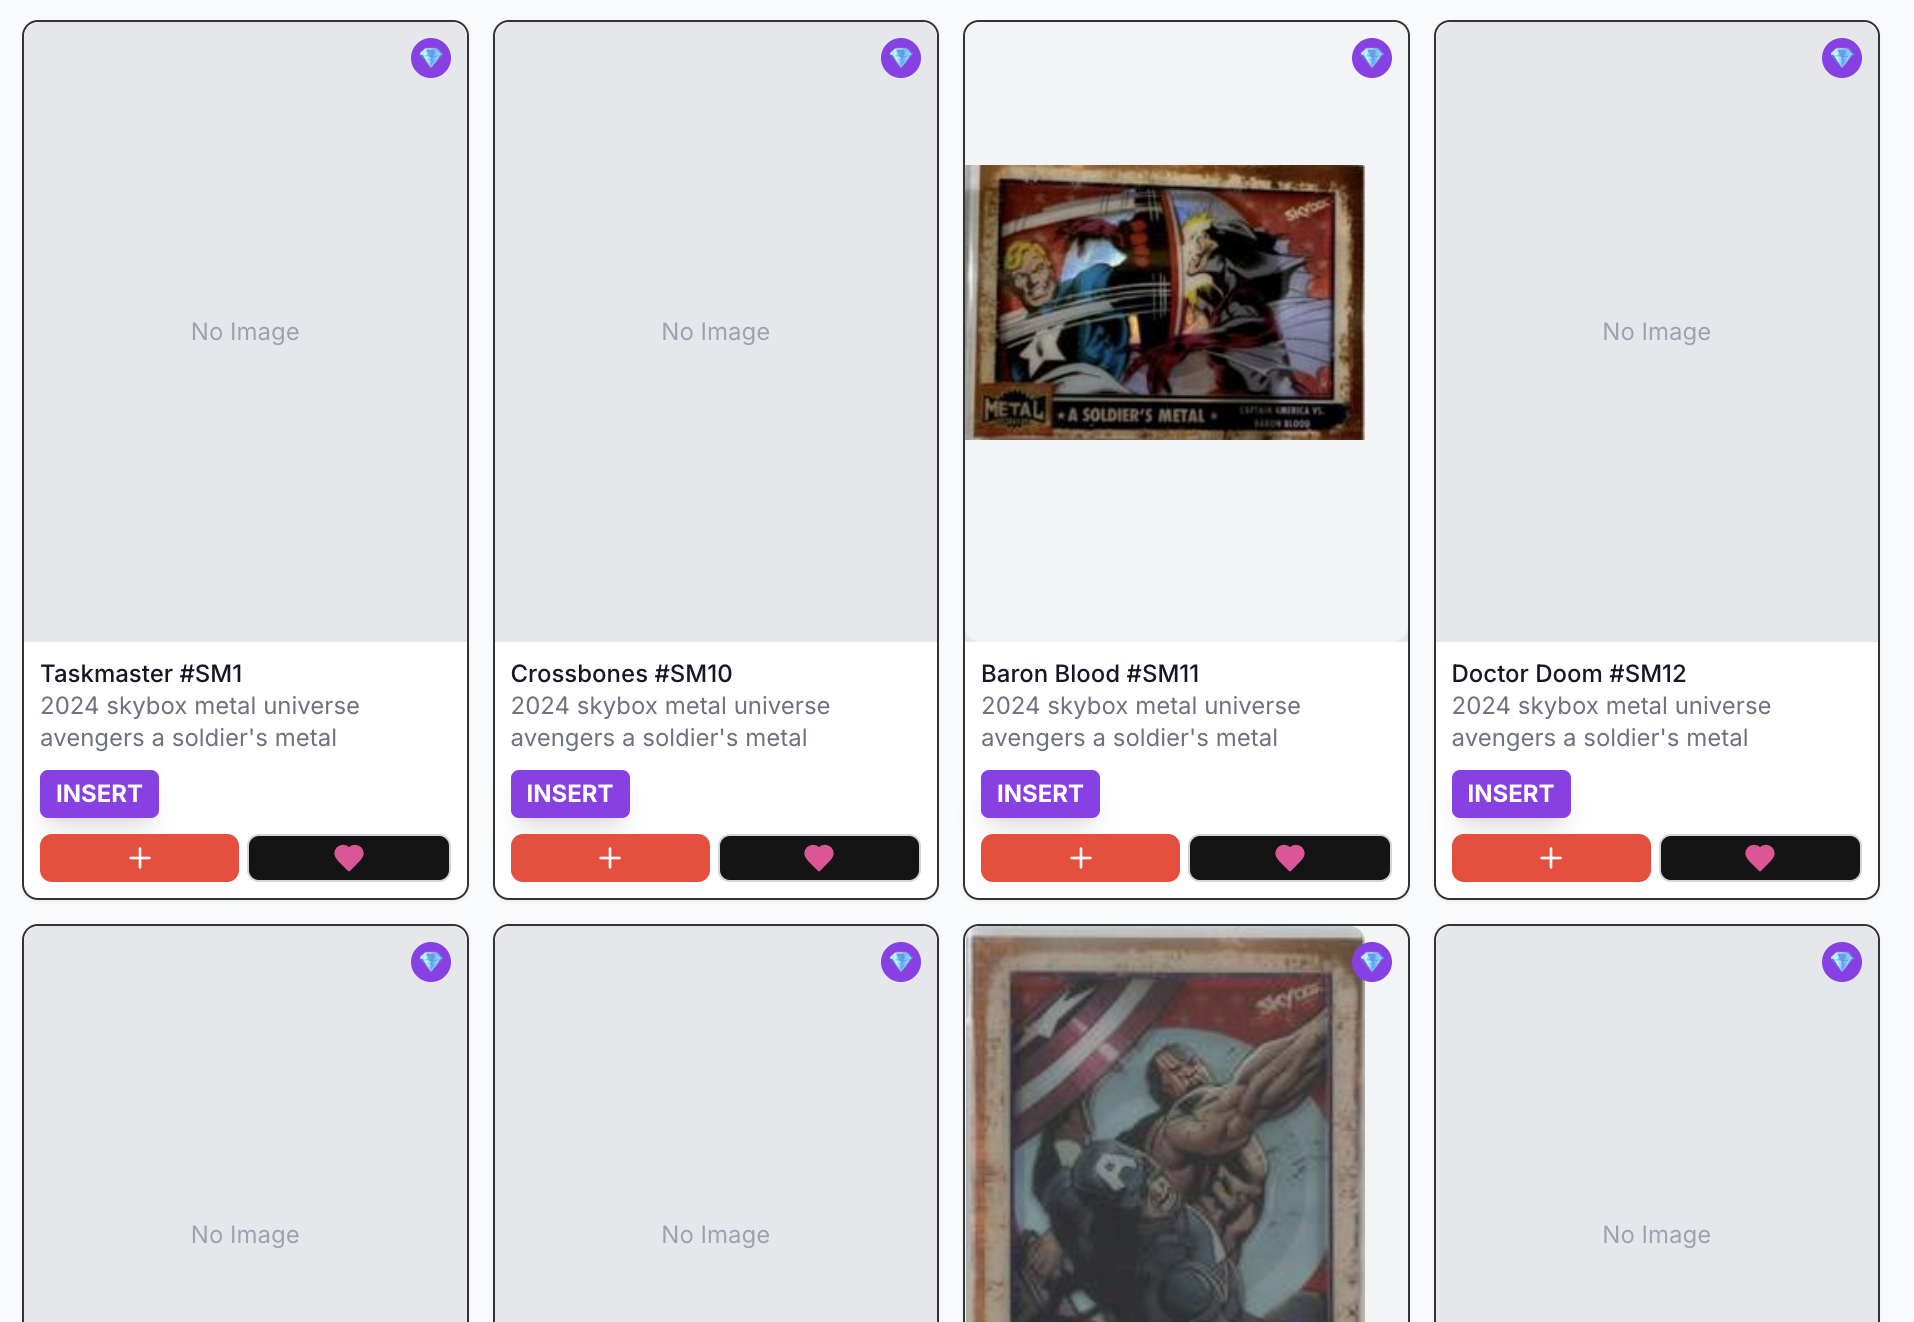 No Image
No Image
skybox
METAL
★ A SOLDIER'S METAL ★
CAPTAIN AMERICA VS.
BARON BLOOD
No Image
Taskmaster #SM1
2024 skybox metal universe
avengers a soldier's metal
INSERT
Crossbones #SM10
2024 skybox metal universe
avengers a soldier's metal
INSERT
Baron Blood #SM11
2024 skybox metal universe
avengers a soldier's metal
INSERT
Doctor Doom #SM12
2024 skybox metal universe
avengers a soldier's metal
INSERT
No Image
No Image
skybox
A
No Image